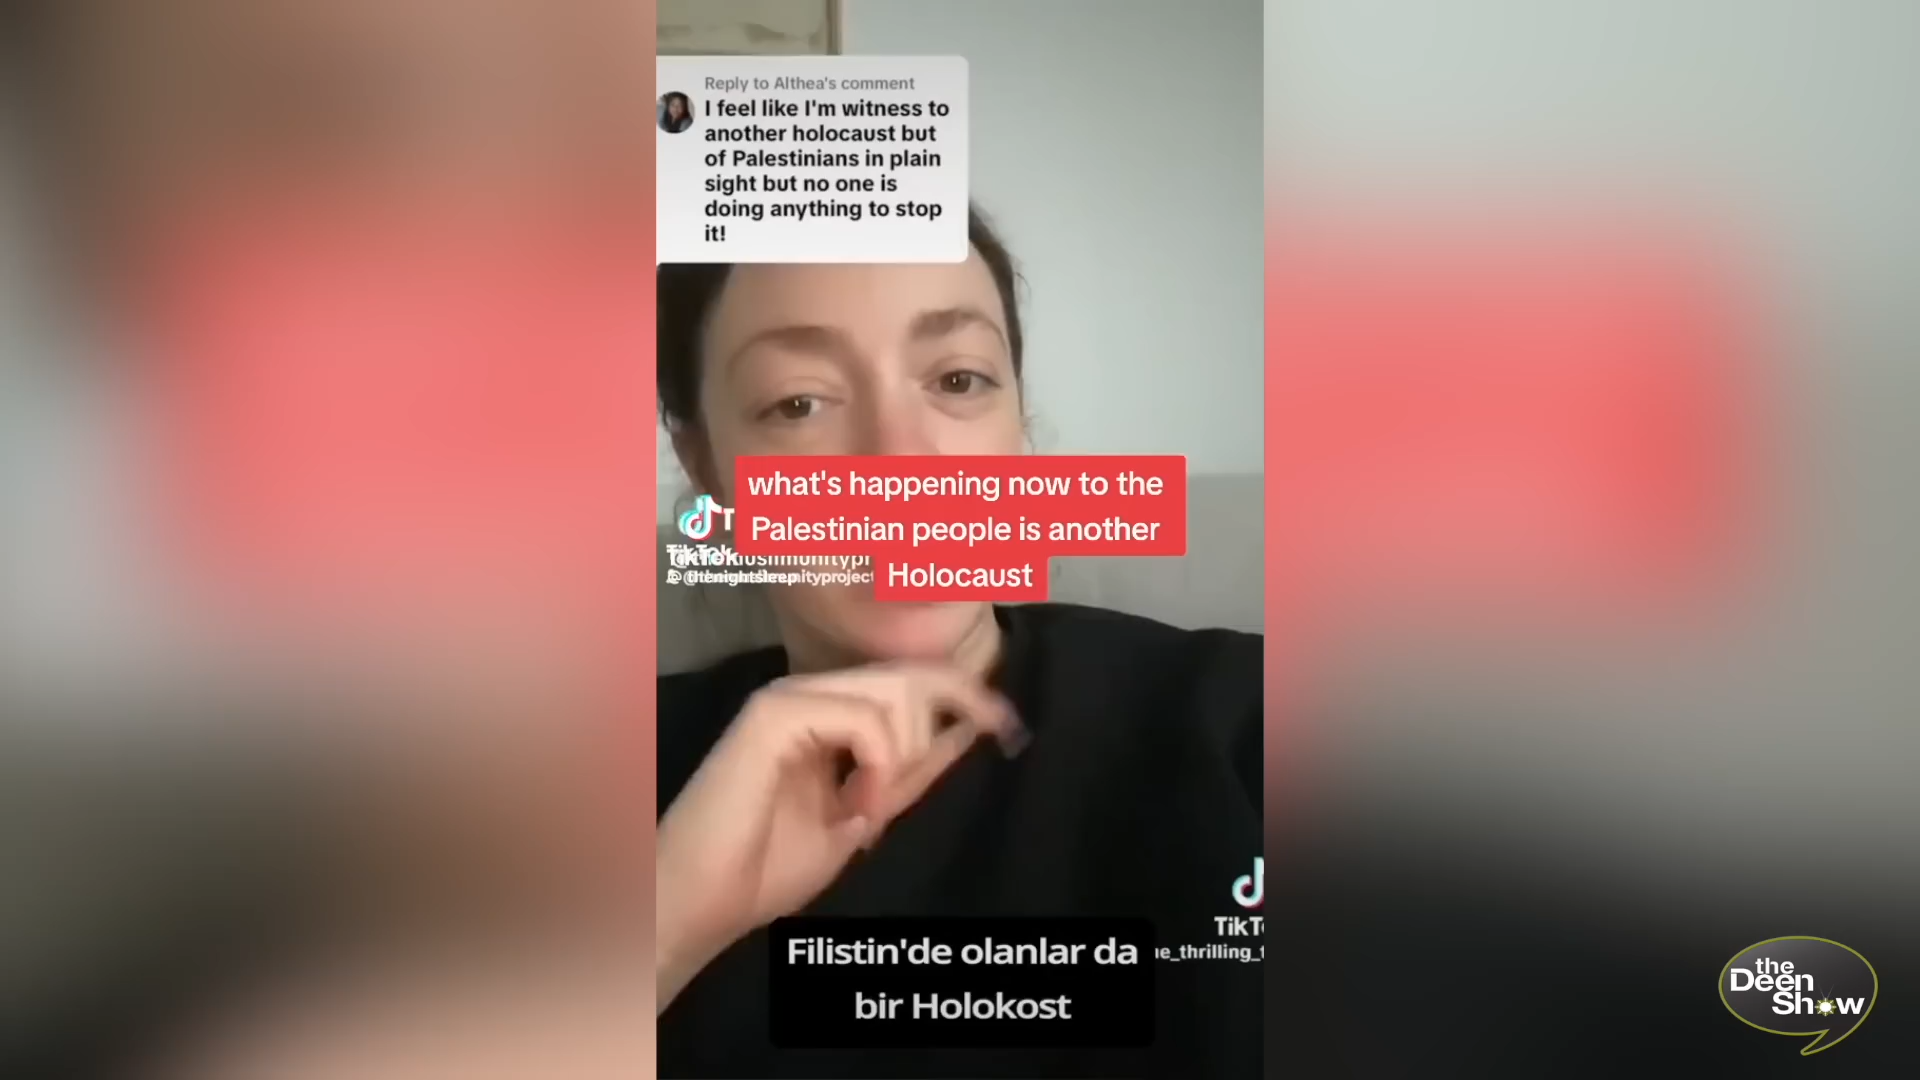 Reply to Althea's comment
I feel like I'm witness to
another holocaust but
of Palestinians in plain
sight but no one is
doing anything to stop
it!
what's happening now to the
Palestinian people is another
Holocaust
TikTok
Filistin'de olanlar da
bir Holokost
TikT
e_thrilling_
the
Deen
Show